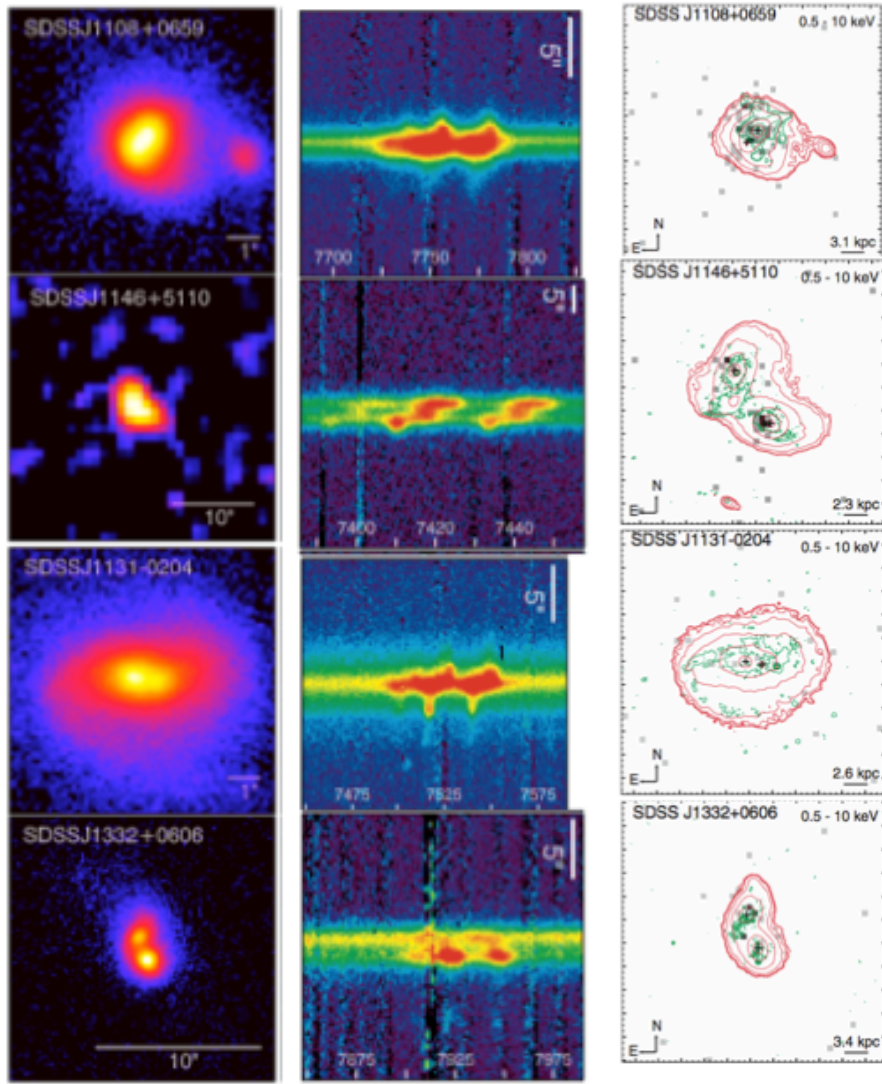 SDSSJ1108+0659
1"
5"
7700 7750 7800
SDSS J1108+0659
0.5 - 10 keV
N
E
3.1 kpc
SDSSJ1146+5110
10"
5"
7400 7420 7440
SDSS J1146+5110
0.5 - 10 keV
N
E
2.3 kpc
SDSSJ1131-0204
1"
5"
7475 7525 7575
SDSS J1131-0204
0.5 - 10 keV
N
E
2.6 kpc
SDSSJ1332+0606
10"
5"
7875 7925 7975
SDSS J1332+0606
0.5 - 10 keV
N
E
3.4 kpc